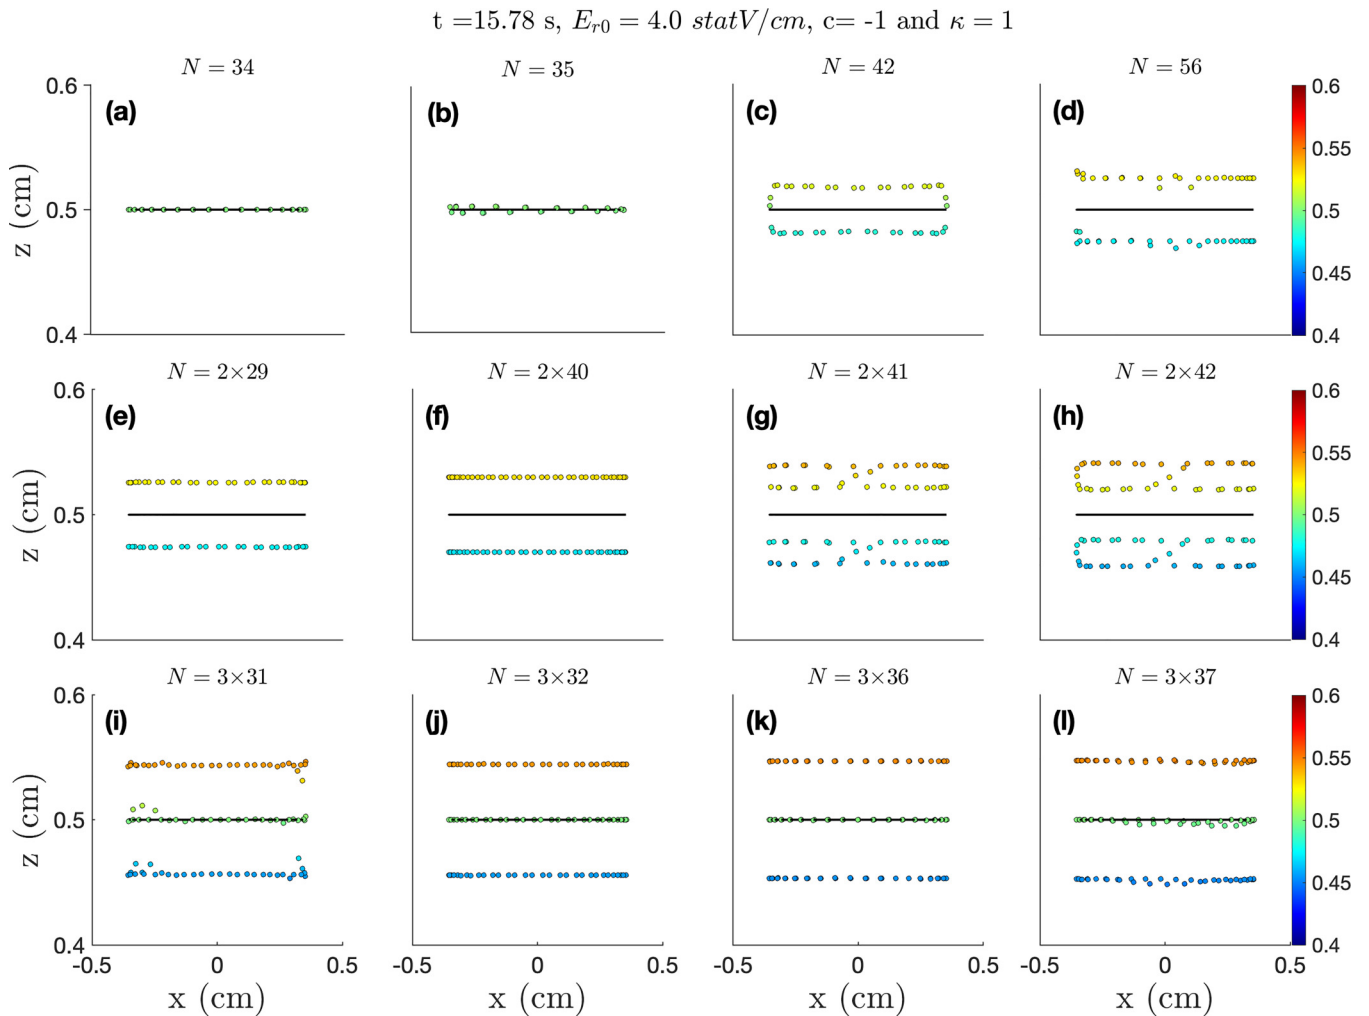 t =15.78 s, E_{r0} = 4.0 statV/cm, c= -1 and κ = 1
N = 34 N = 35 N = 42 N = 56
(a) (b) (c) (d)
0.6 0.6
0.55
z (cm) 0.5 0.5
0.45
0.4 0.4
N = 2×29 N = 2×40 N = 2×41 N = 2×42
(e) (f) (g) (h)
0.6 0.6
0.55
z (cm) 0.5 0.5
0.45
0.4 0.4
N = 3×31 N = 3×32 N = 3×36 N = 3×37
(i) (j) (k) (l)
0.6 0.6
0.55
z (cm) 0.5 0.5
0.45
0.4 0.4
-0.5 0 0.5 -0.5 0 0.5 -0.5 0 0.5 -0.5 0 0.5
x (cm) x (cm) x (cm) x (cm)